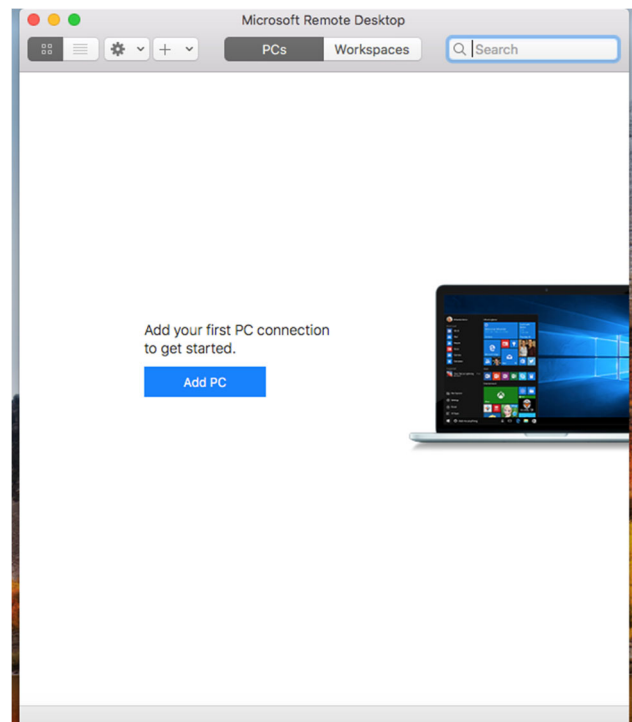 Microsoft Remote Desktop
PCs
Workspaces
Search
Add your first PC connection
to get started.
Add PC